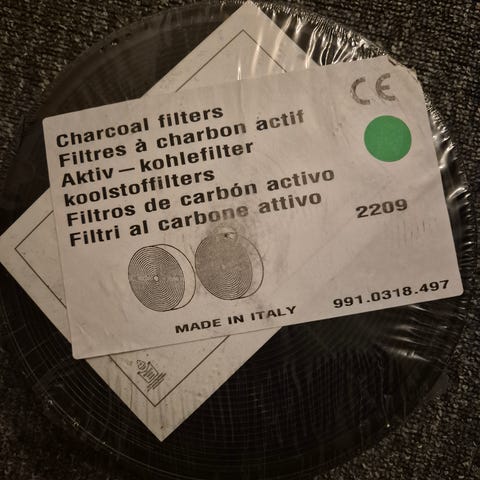 Charcoal filters
Filtres à charbon actif
Aktiv – kohlefilter
koolstoffilters
Filtros de carbón activo
Filtri al carbone attivo
CE
2209
MADE IN ITALY
991.0318.497